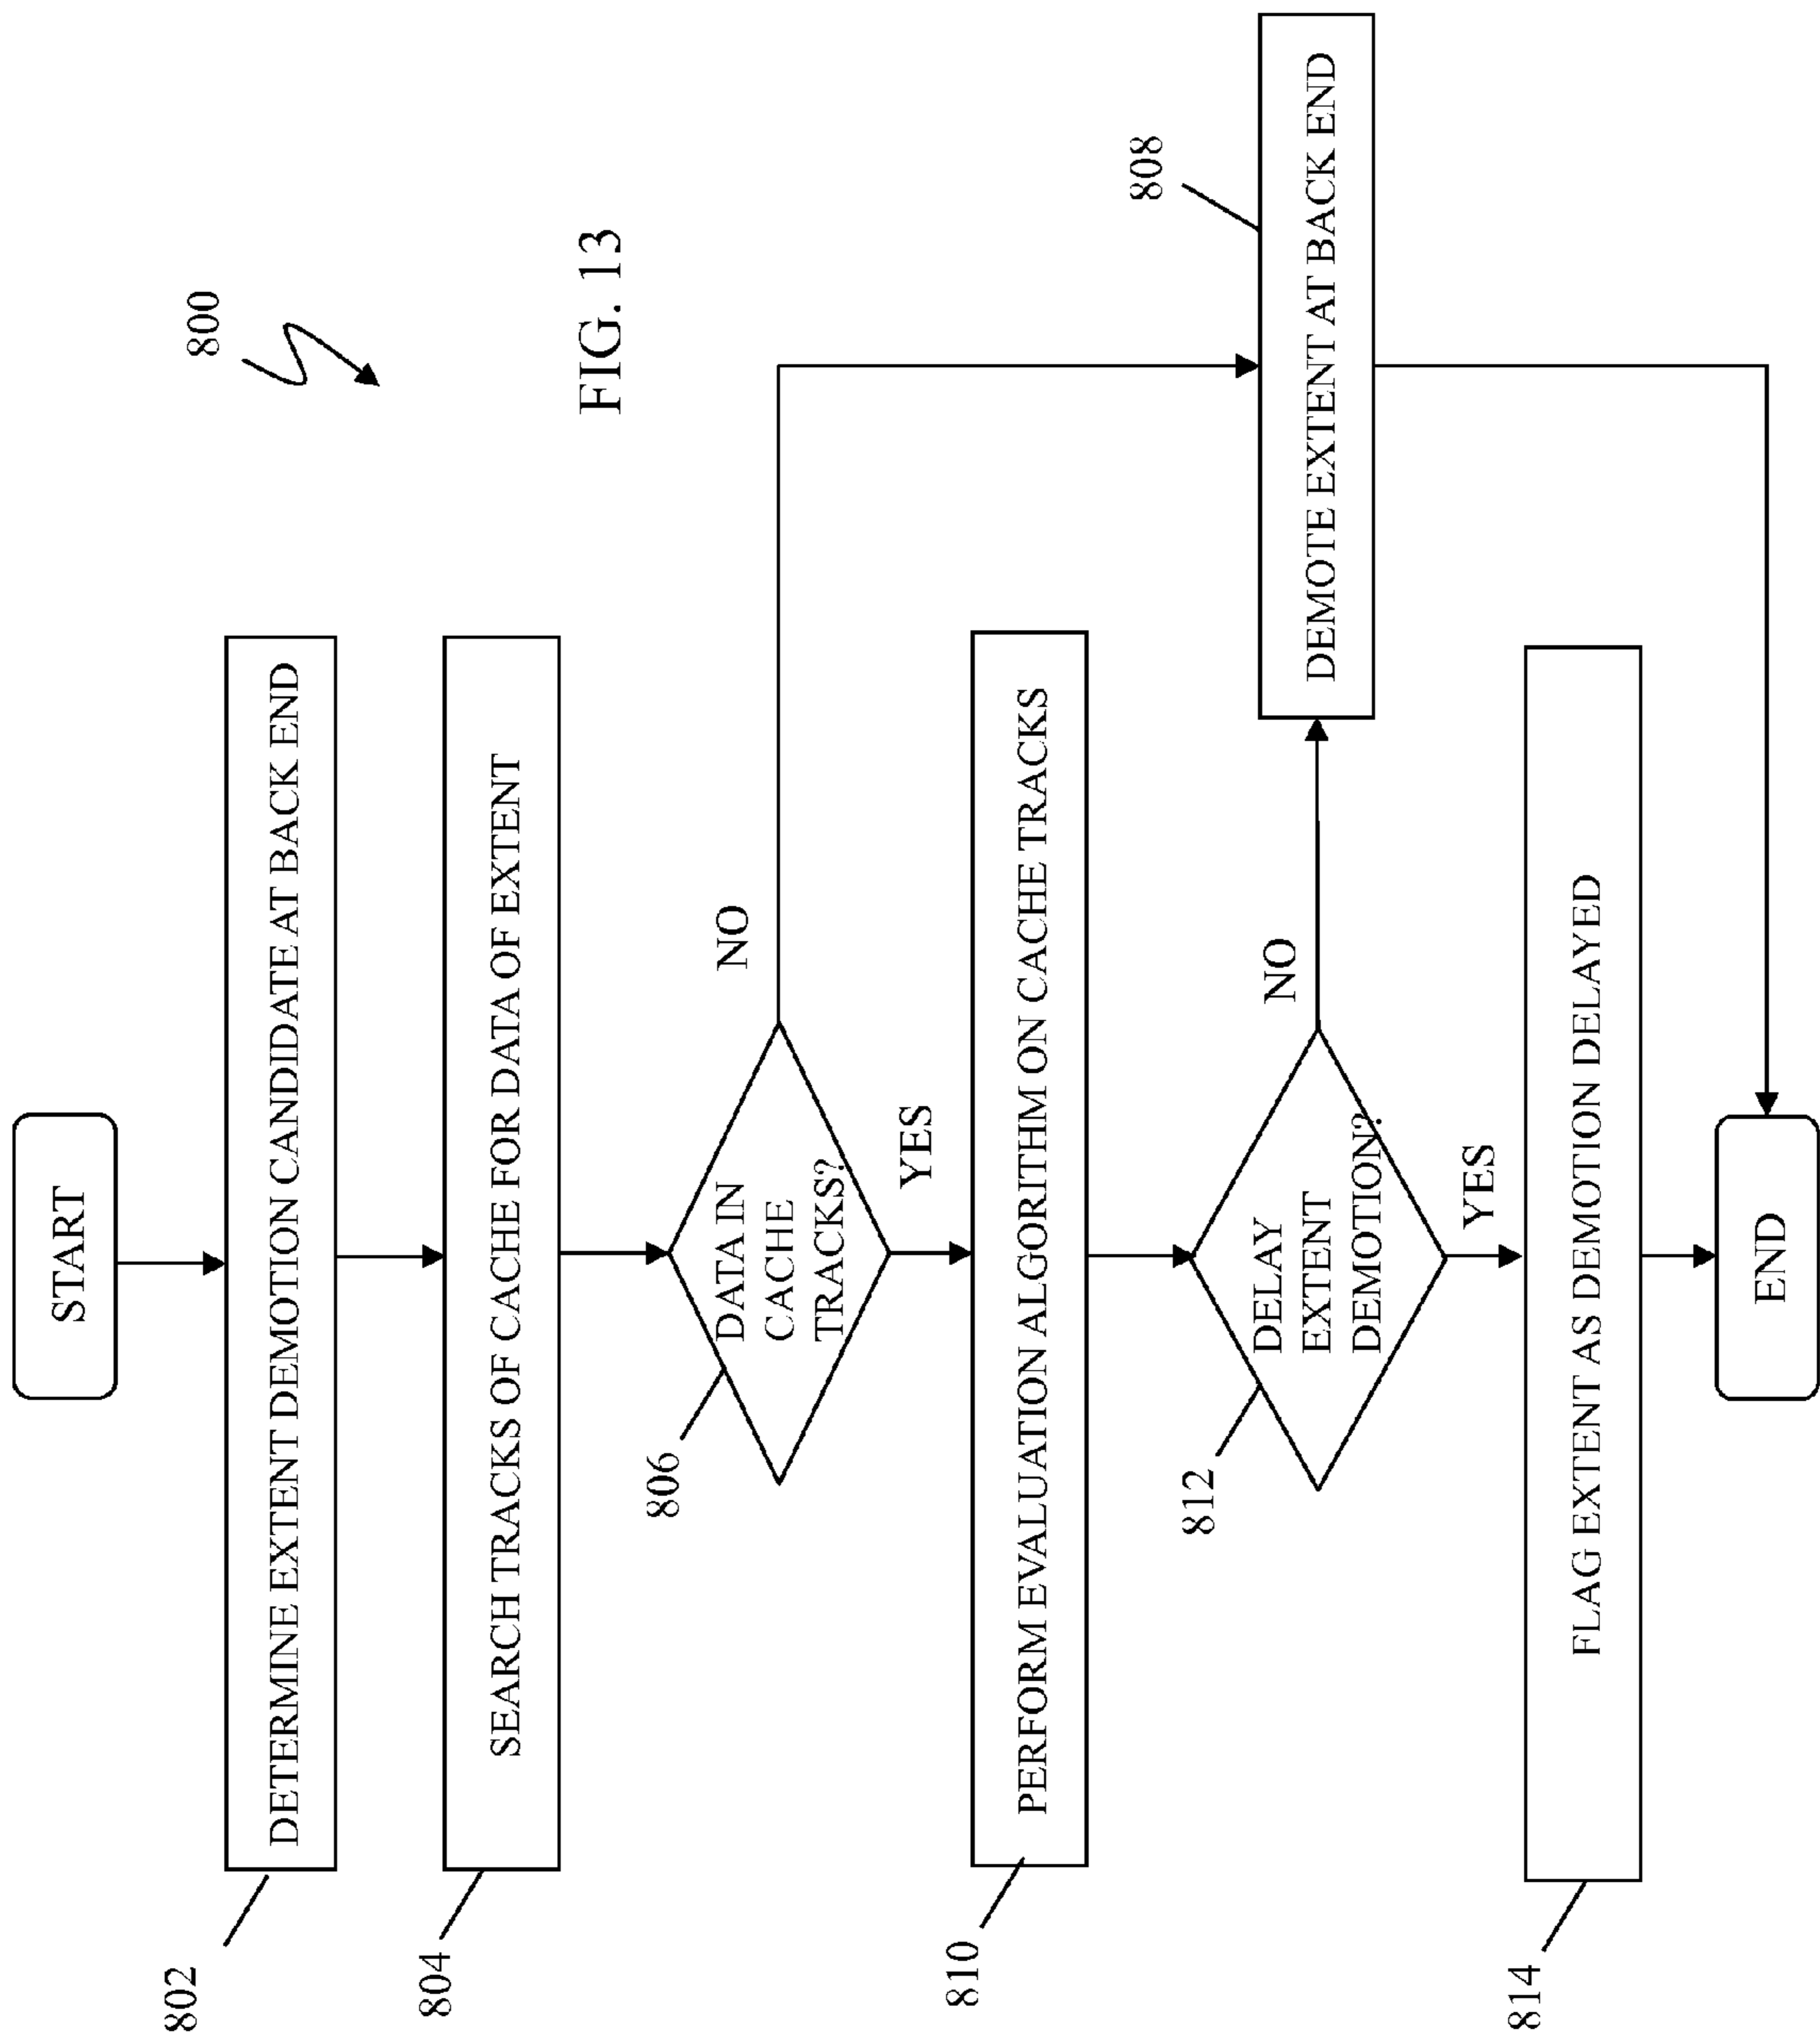 800
FIG. 13
START
802
DETERMINE EXTENT DEMOTION CANDIDATE AT BACK END
804
SEARCH TRACKS OF CACHE FOR DATA OF EXTENT
806
DATA IN
CACHE
TRACKS?
NO
YES
810
PERFORM EVALUATION ALGORITHM ON CACHE TRACKS
812
DELAY
EXTENT
DEMOTION?
NO
808
DEMOTE EXTENT AT BACK END
YES
814
FLAG EXTENT AS DEMOTION DELAYED
END